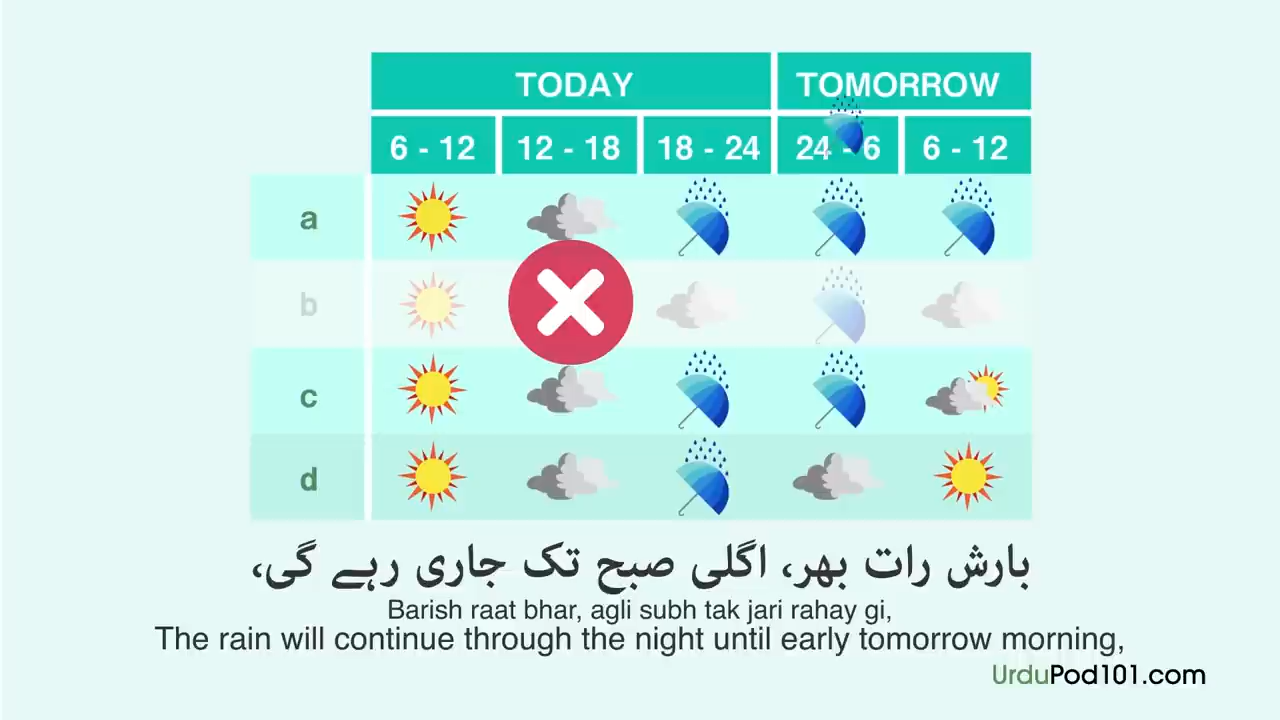 TODAY TOMORROW
6 - 12 12 - 18 18 - 24 24 - 6 6 - 12
a
b
c
d
بارش رات بھر، اگلی صبح تک جاری رہے گی،
Barish raat bhar, agli subh tak jari rahay gi,
The rain will continue through the night until early tomorrow morning,
UrduPod101.com